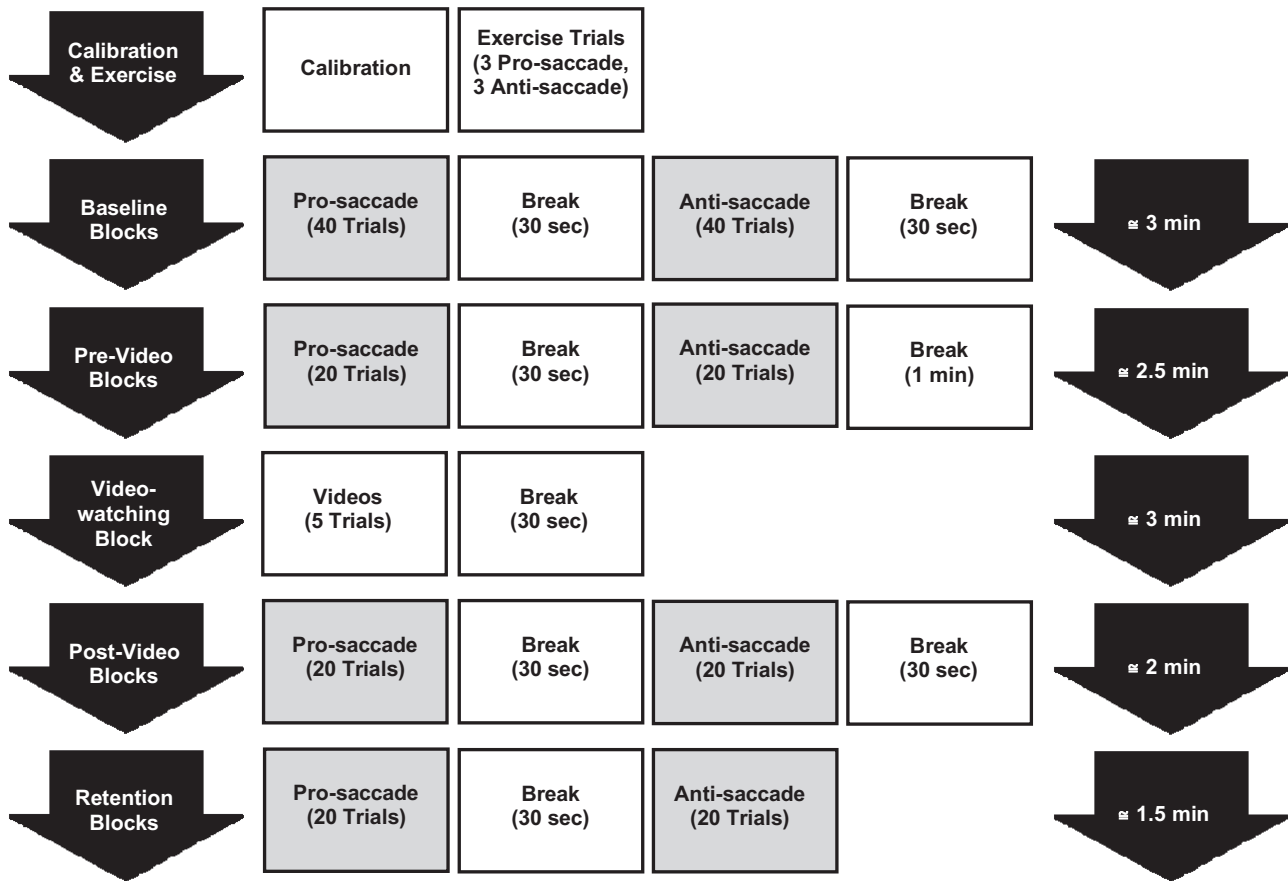 Calibration
& Exercise
Calibration
Exercise Trials
(3 Pro-saccade,
3 Anti-saccade)
Baseline
Blocks
Pro-saccade
(40 Trials)
Break
(30 sec)
Anti-saccade
(40 Trials)
Break
(30 sec)
≅ 3 min
Pre-Video
Blocks
Pro-saccade
(20 Trials)
Break
(30 sec)
Anti-saccade
(20 Trials)
Break
(1 min)
≅ 2.5 min
Video-
watching
Block
Videos
(5 Trials)
Break
(30 sec)
≅ 3 min
Post-Video
Blocks
Pro-saccade
(20 Trials)
Break
(30 sec)
Anti-saccade
(20 Trials)
Break
(30 sec)
≅ 2 min
Retention
Blocks
Pro-saccade
(20 Trials)
Break
(30 sec)
Anti-saccade
(20 Trials)
≅ 1.5 min